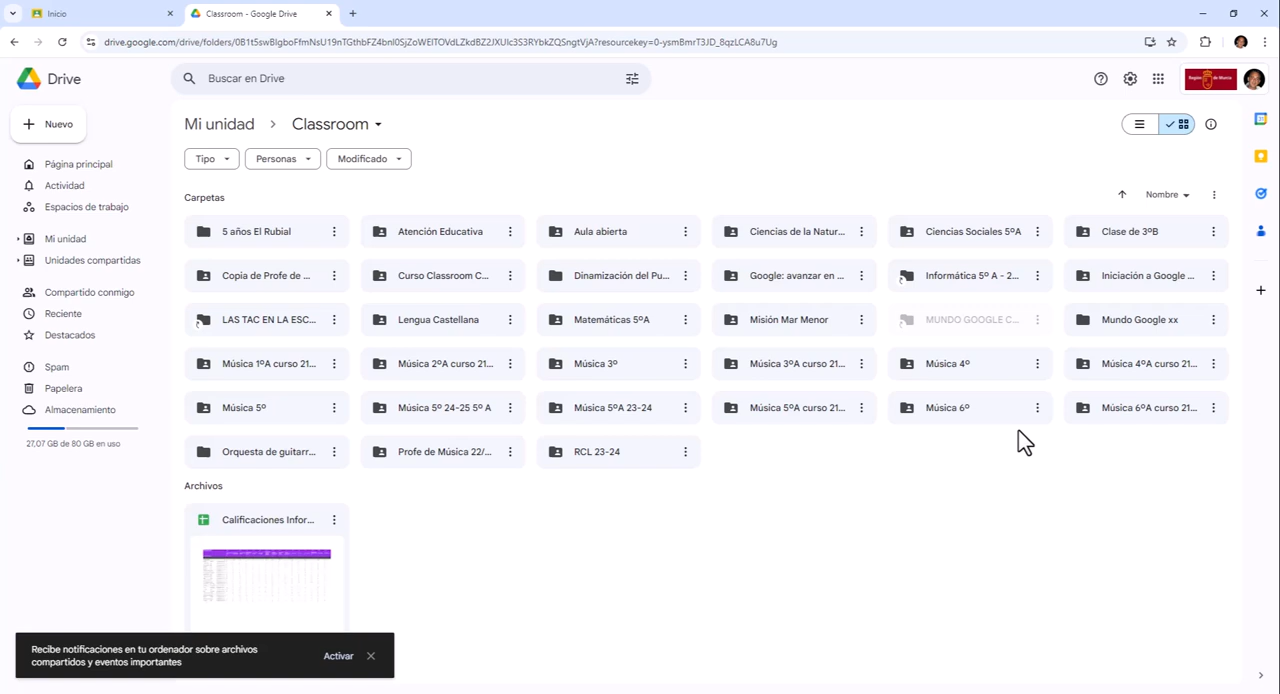 Inicio
Classroom - Google Drive
drive.google.com/drive/folders/
Drive
Buscar en Drive
Región de Murcia
Nuevo
Mi unidad > Classroom
Tipo
Personas
Modificado
Página principal
Actividad
Espacios de trabajo
Mi unidad
Unidades compartidas
Compartido conmigo
Reciente
Destacados
Spam
Papelera
Almacenamiento
27,07 GB de 80 GB en uso
Carpetas
Nombre
5 años El Rubial
Atención Educativa
Aula abierta
Ciencias de la Natur...
Ciencias Sociales 5ºA
Clase de 3ºB
Copia de Profe de ...
Curso Classroom C...
Dinamización del Pu...
Google: avanzar en ...
Informática 5º A - 2...
Iniciación a Google ...
LAS TAC EN LA ESC...
Lengua Castellana
Matemáticas 5ºA
Misión Mar Menor
MUNDO GOOGLE C...
Mundo Google xx
Música 1ºA curso 21...
Música 2ºA curso 21...
Música 3º
Música 3ºA curso 21...
Música 4º
Música 4ºA curso 21...
Música 5º
Música 5º 24-25 5º A
Música 5ºA 23-24
Música 5ºA curso 21...
Música 6º
Música 6ºA curso 21...
Orquesta de guitarr...
Profe de Música 22/...
RCL 23-24
Archivos
Calificaciones Infor...
Recibe notificaciones en tu ordenador sobre archivos
compartidos y eventos importantes
Activar